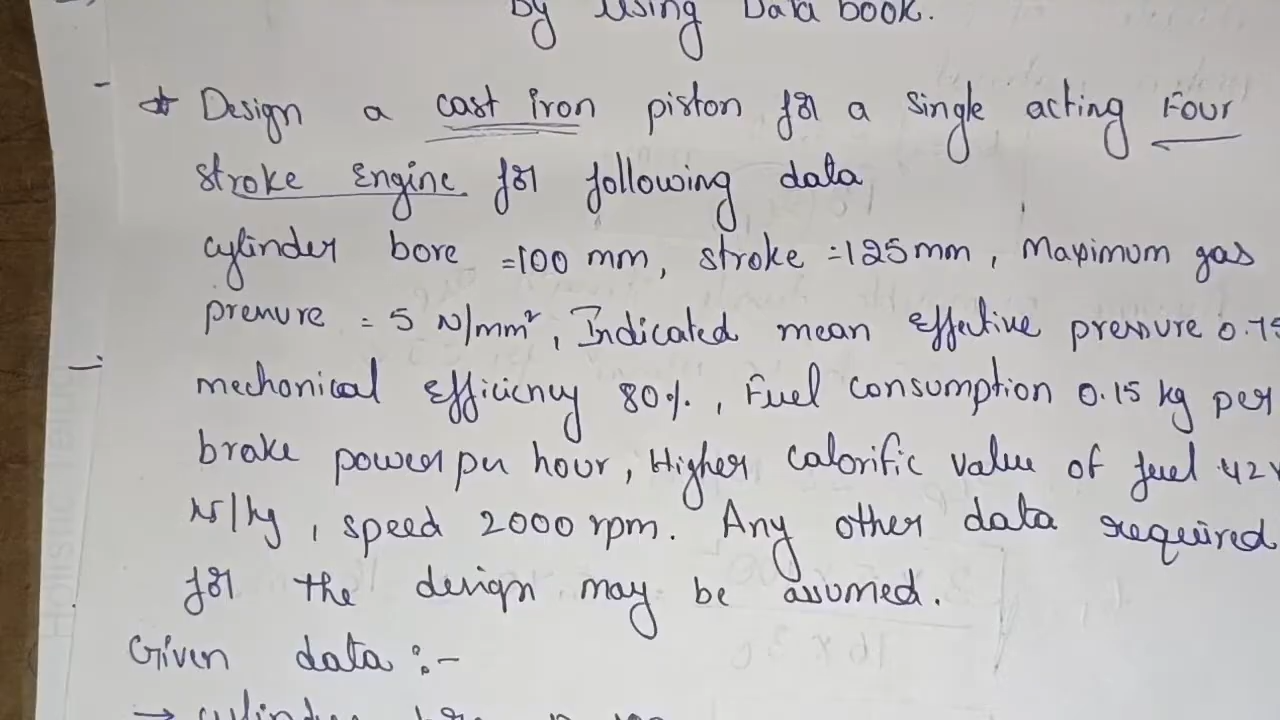 By Using Data book.
* Design a cast iron piston for a single acting Four
stroke Engine for following data
cylinder bore =100 mm, stroke =125mm, Maximum gas
pressure = 5 N/mm², Indicated mean effective pressure 0.75
mechanical efficiency 80%, Fuel consumption 0.15 kg per
brake power per hour, Higher calorific value of fuel 42
kJ/kg, speed 2000 rpm. Any other data required
for the design may be assumed.
Given data :-
→ cylinder